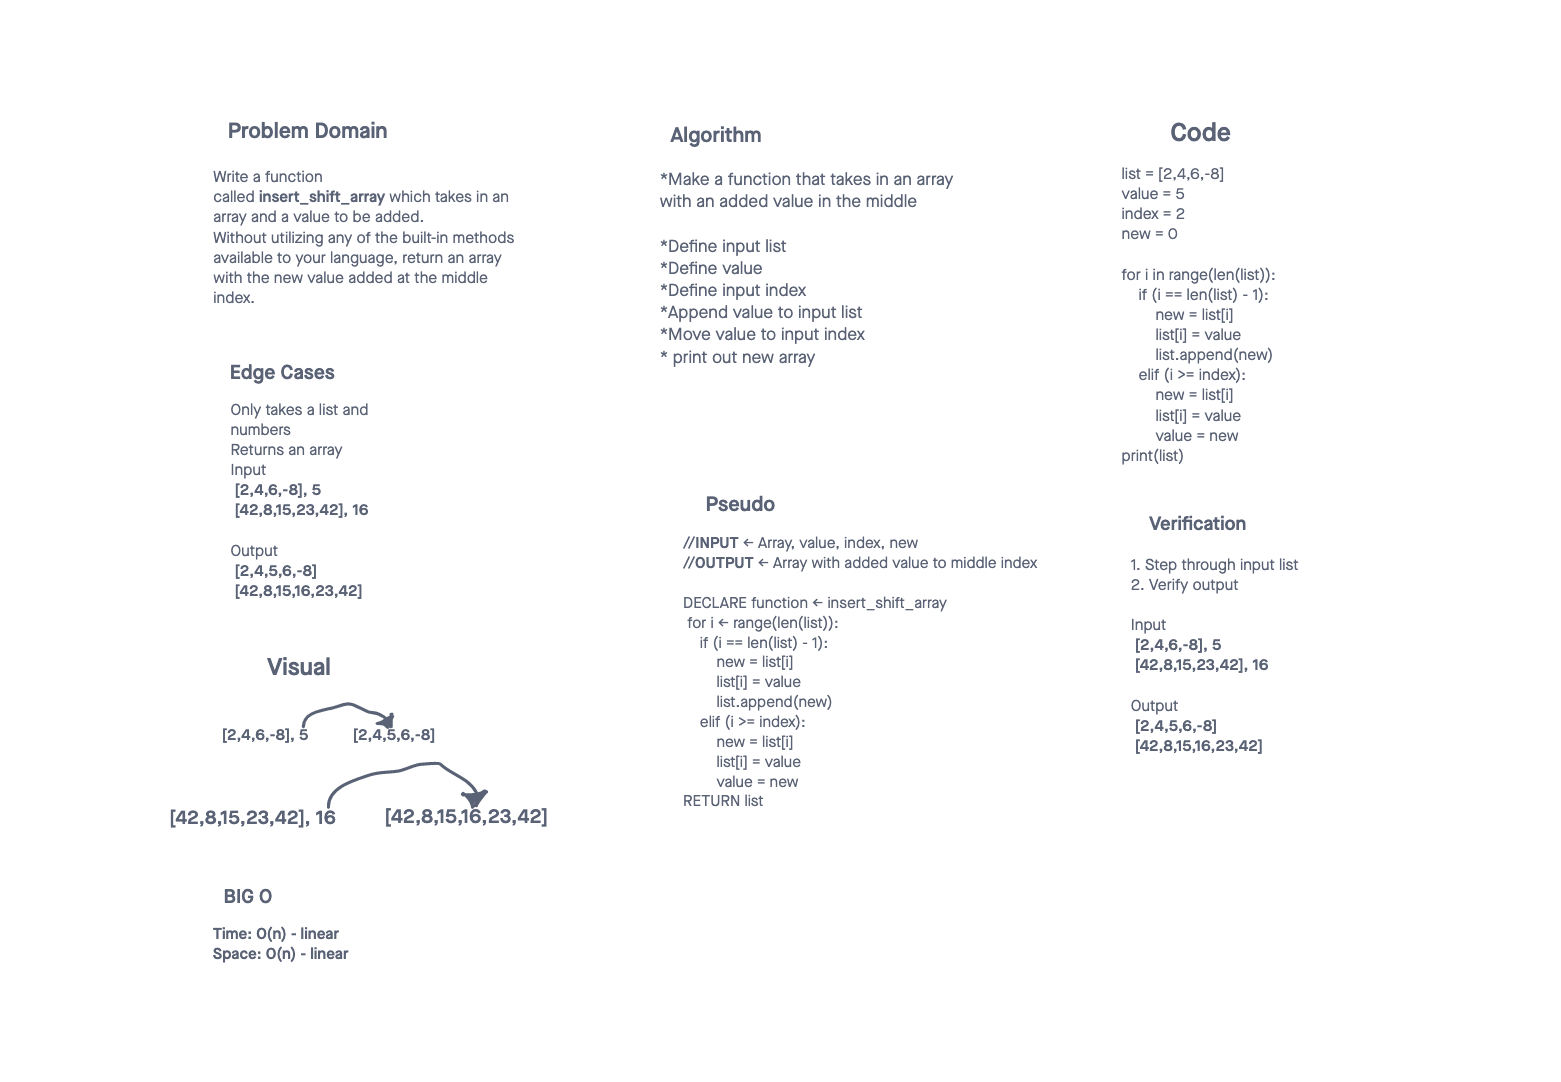 Problem Domain
Write a function
called insert_shift_array which takes in an
array and a value to be added.
Without utilizing any of the built-in methods
available to your language, return an array
with the new value added at the middle
index.
Edge Cases
Only takes a list and
numbers
Returns an array
Input
[2,4,6,-8], 5
[42,8,15,23,42], 16
Output
[2,4,5,6,-8]
[42,8,15,16,23,42]
Visual
[2,4,6,-8], 5 [2,4,5,6,-8]
[42,8,15,23,42], 16 [42,8,15,16,23,42]
BIG O
Time: O(n) - linear
Space: O(n) - linear
Algorithm
*Make a function that takes in an array
with an added value in the middle
*Define input list
*Define value
*Define input index
*Append value to input list
*Move value to input index
* print out new array
Pseudo
//INPUT ← Array, value, index, new
//OUTPUT ← Array with added value to middle index
DECLARE function ← insert_shift_array
for i ← range(len(list)):
if (i == len(list) - 1):
new = list[i]
list[i] = value
list.append(new)
elif (i >= index):
new = list[i]
list[i] = value
value = new
RETURN list
Code
list = [2,4,6,-8]
value = 5
index = 2
new = 0
for i in range(len(list)):
if (i == len(list) - 1):
new = list[i]
list[i] = value
list.append(new)
elif (i >= index):
new = list[i]
list[i] = value
value = new
print(list)
Verification
1. Step through input list
2. Verify output
Input
[2,4,6,-8], 5
[42,8,15,23,42], 16
Output
[2,4,5,6,-8]
[42,8,15,16,23,42]